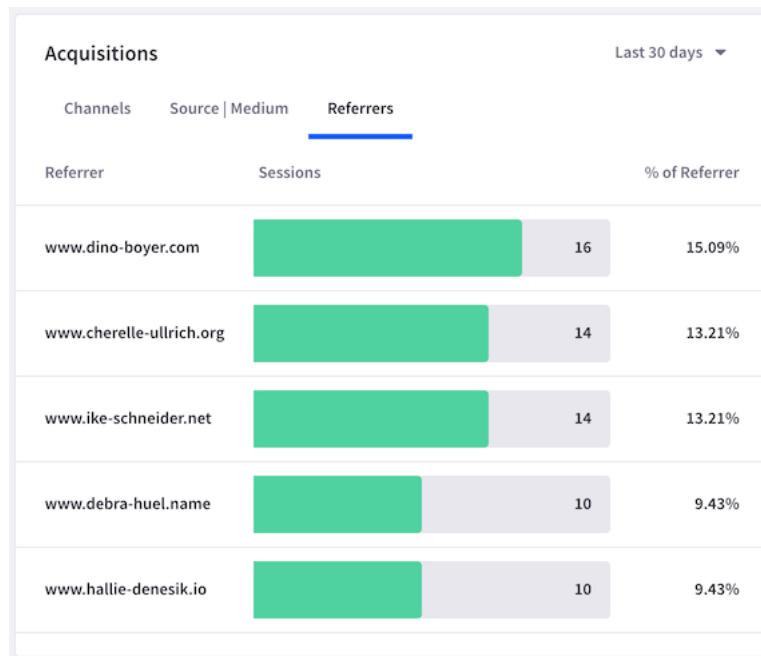 Acquisitions Last 30 days
Channels Source | Medium Referrers
Referrer Sessions % of Referrer
www.dino-boyer.com 16 15.09%
www.cherelle-ullrich.org 14 13.21%
www.ike-schneider.net 14 13.21%
www.debra-huel.name 10 9.43%
www.hallie-denesik.io 10 9.43%